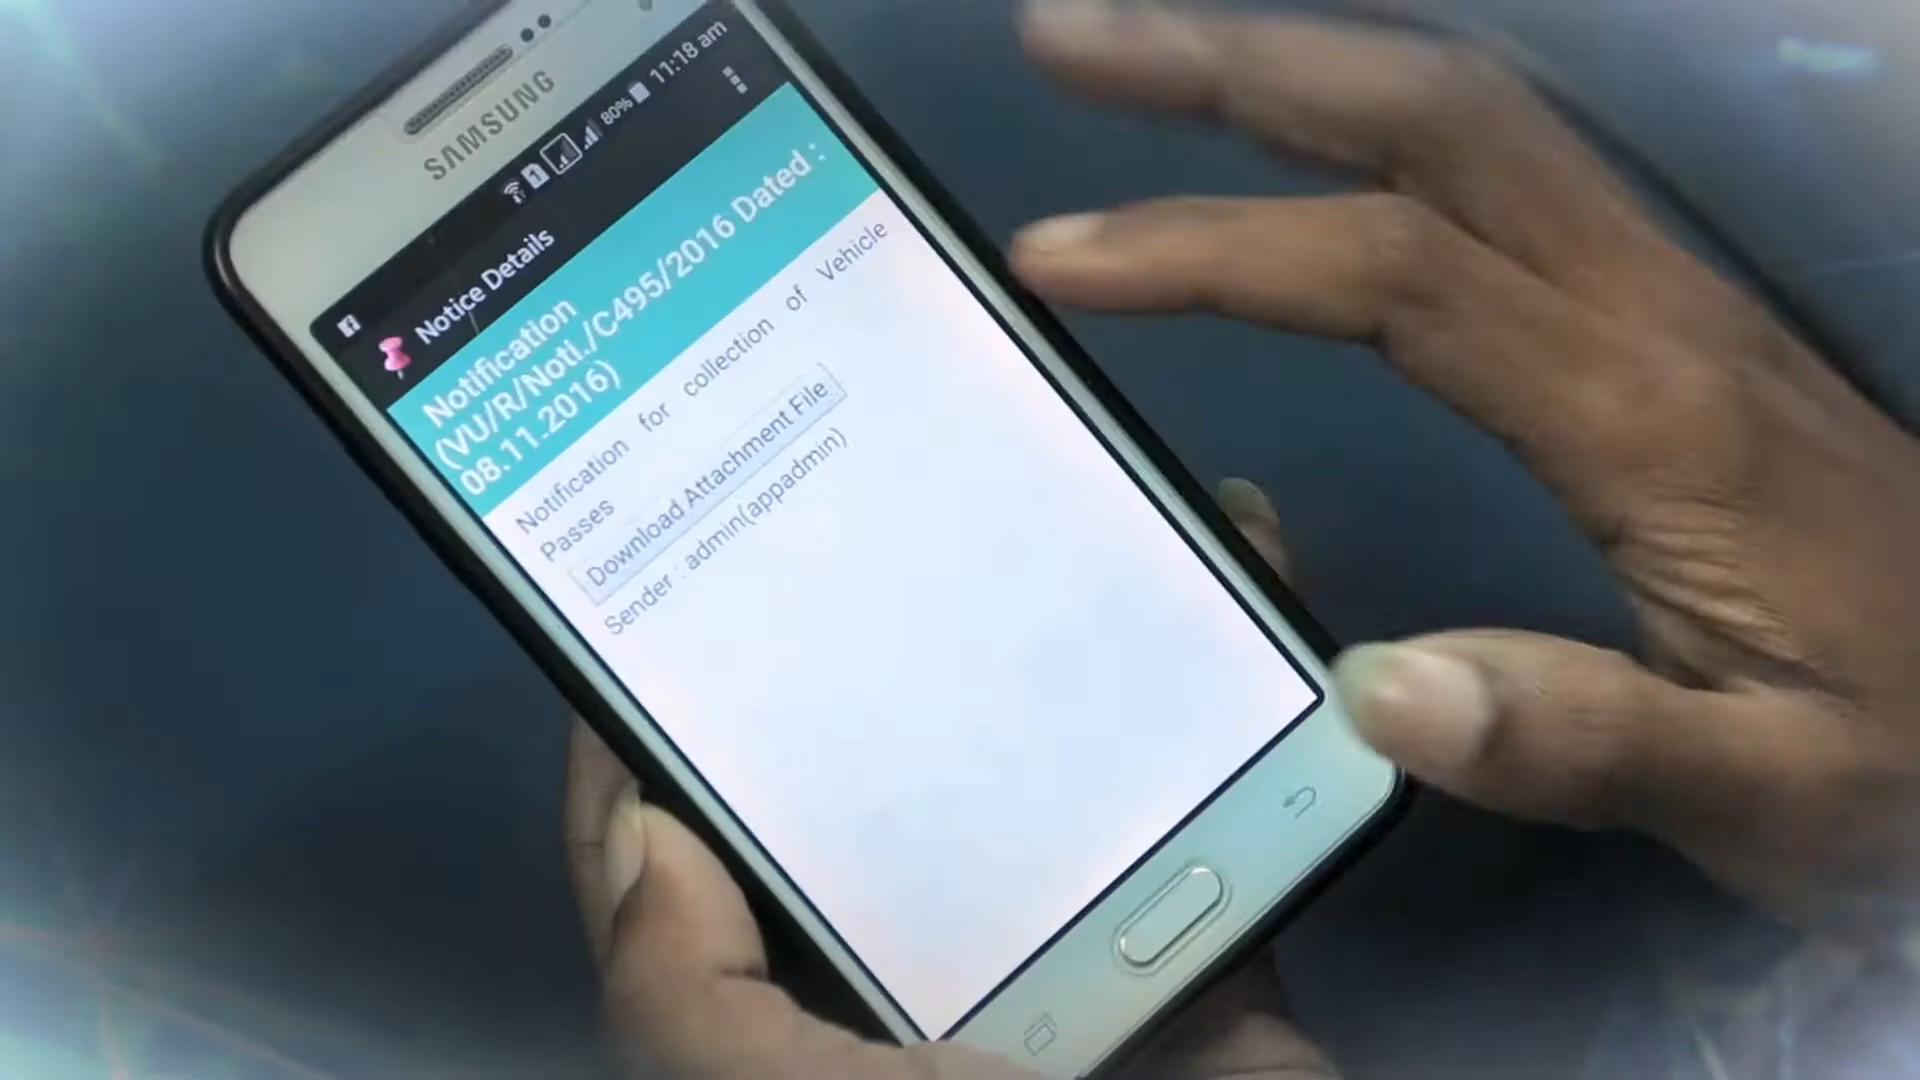 SAMSUNG
1 80% 11:18 am
Notice Details
Notification
(VU/R/Noti./C495/2016 Dated :
08.11.2016)
Notification for collection of Vehicle
Passes
Download Attachment File
Sender : admin(appadmin)